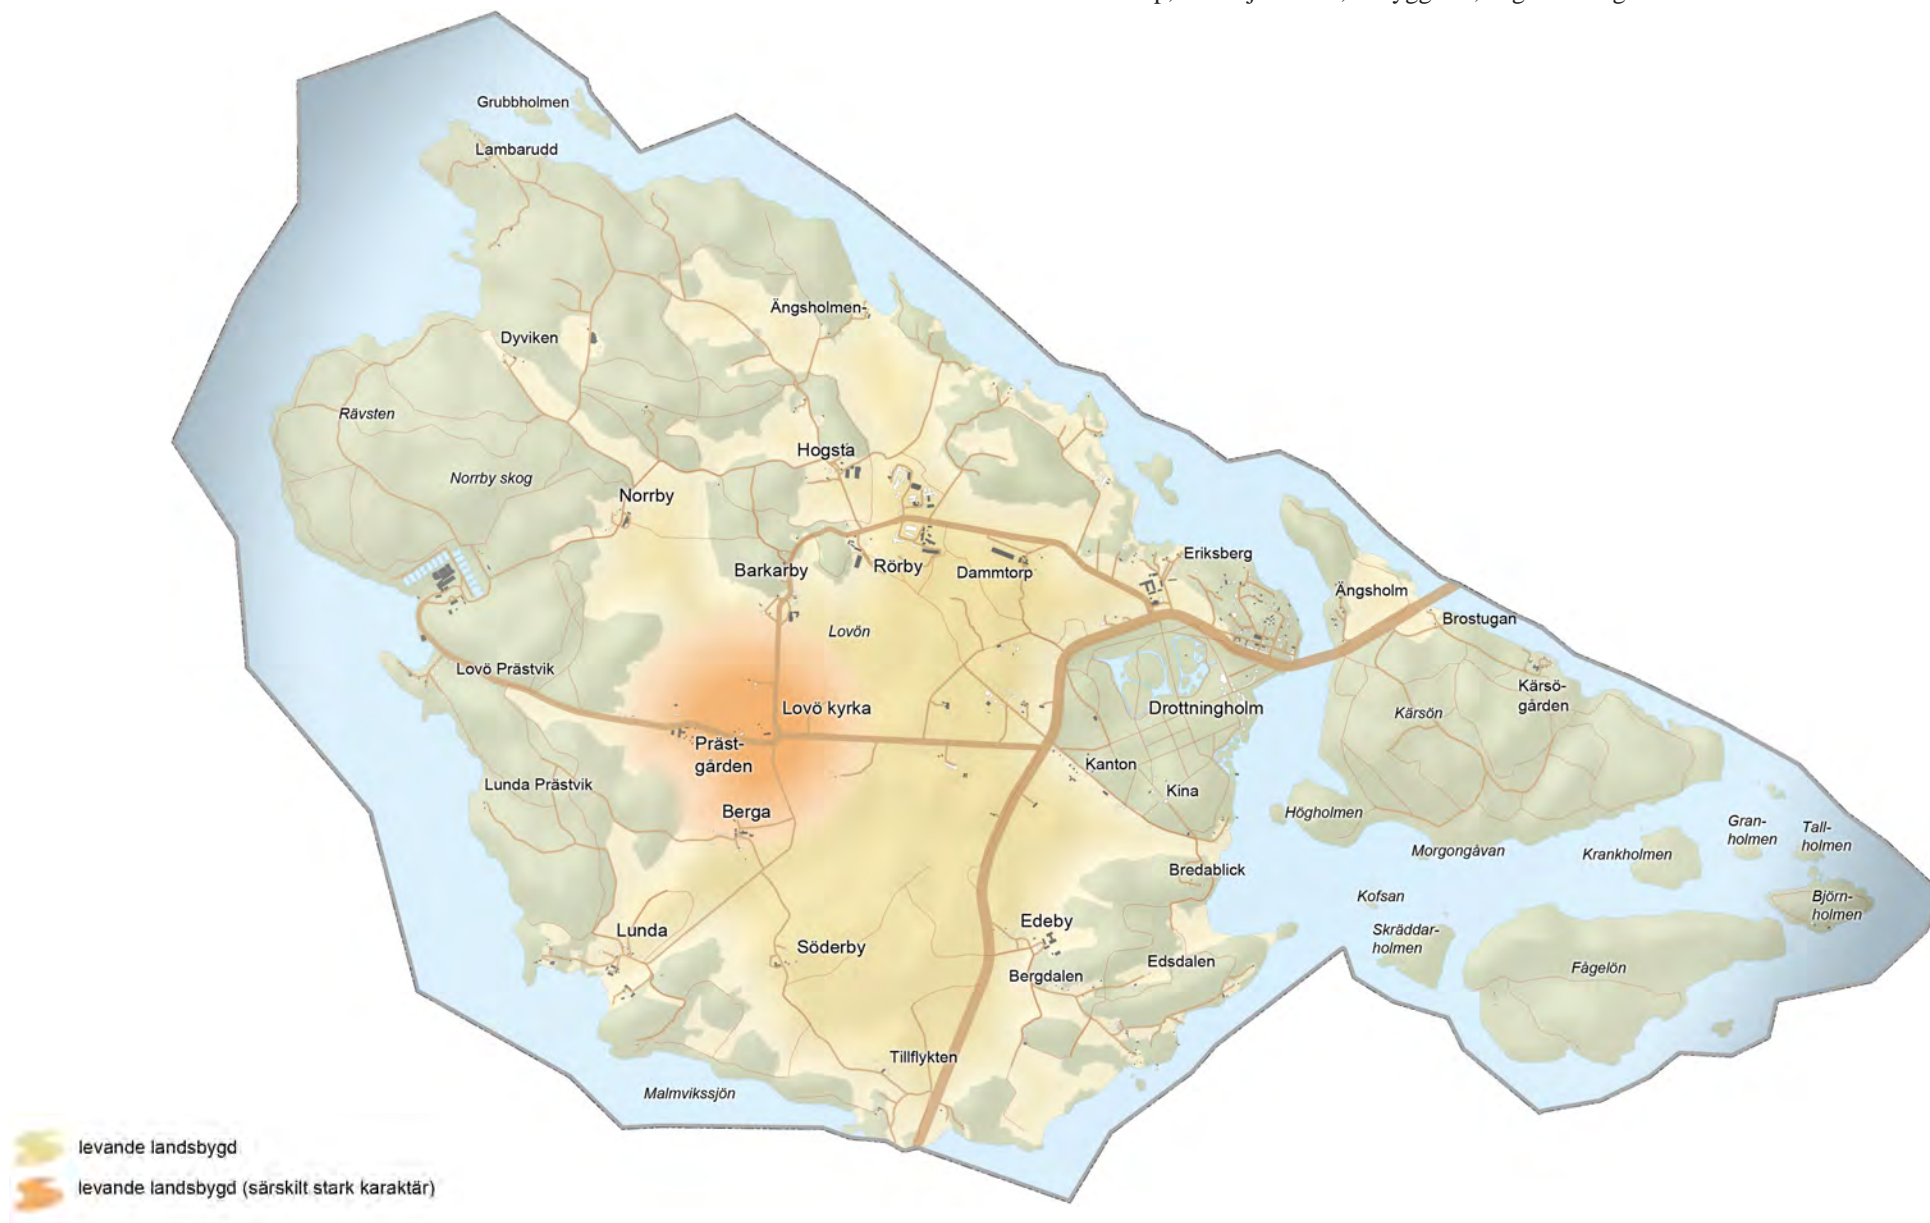 Grubbholmen
Lambarudd
Ängsholmen-
Dyviken
Rävsten
Hogsta
Norrby skog
Norrby
Barkarby
Rörby
Dammtorp
Eriksberg
Ängsholm
Brostugan
Lovön
Lovö Prästvik
Kärsö-
gården
Lovö kyrka
Drottningholm
Kärsön
Präst-
gården
Kanton
Lunda Prästvik
Kina
Berga
Högholmen
Gran-
holmen
Tall-
holmen
Morgongåvan
Krankholmen
Bredablick
Kofsan
Björn-
holmen
Lunda
Edeby
Skräddar-
holmen
Söderby
Edsdalen
Bergdalen
Fågelön
Tillflykten
Malmvikssjön
levande landsbygd
levande landsbygd (särskilt stark karaktär)